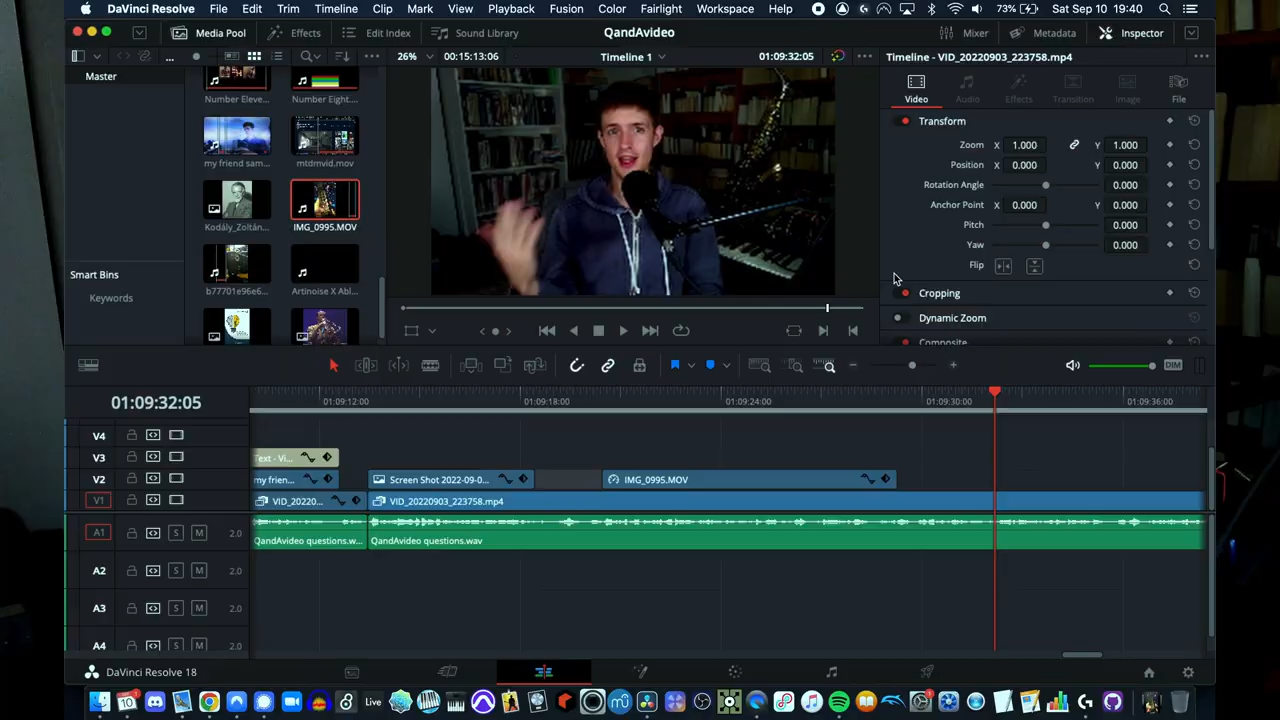 DaVinci Resolve File Edit Trim Timeline Clip Mark View Playback Fusion Color Fairlight Workspace Help 73% Sat Sep 10 19:40
Media Pool Effects Edit Index Sound Library QandAvideo Mixer Metadata Inspector
... 26% 00:15:13:06 Timeline 1 01:09:32:05 Timeline - VID_20220903_223758.mp4
Master
Number Eleve... Number Eight...
my friend sam... mtdmvid.mov
Kodály_Zoltán... IMG_0995.MOV
b77701e96e6... Artinoise X Abl...
Smart Bins
Keywords
Video Audio Effects Transition Image File
Transform
Zoom X 1.000 Y 1.000
Position X 0.000 Y 0.000
Rotation Angle 0.000
Anchor Point X 0.000 Y 0.000
Pitch 0.000
Yaw 0.000
Flip
Cropping
Dynamic Zoom
Composite
DIM
01:09:32:05 01:09:12:00 01:09:18:00 01:09:24:00 01:09:30:00 01:09:36:00
V4
V3 Text - Vi...
V2 my frien... Screen Shot 2022-09-0... IMG_0995.MOV
V1 VID_20220... VID_20220903_223758.mp4
A1 S M 2.0
QandAvideo questions.w... QandAvideo questions.wav
A2 S M 2.0
A3 S M 2.0
A4 S M 2.0
DaVinci Resolve 18
10 Live 1